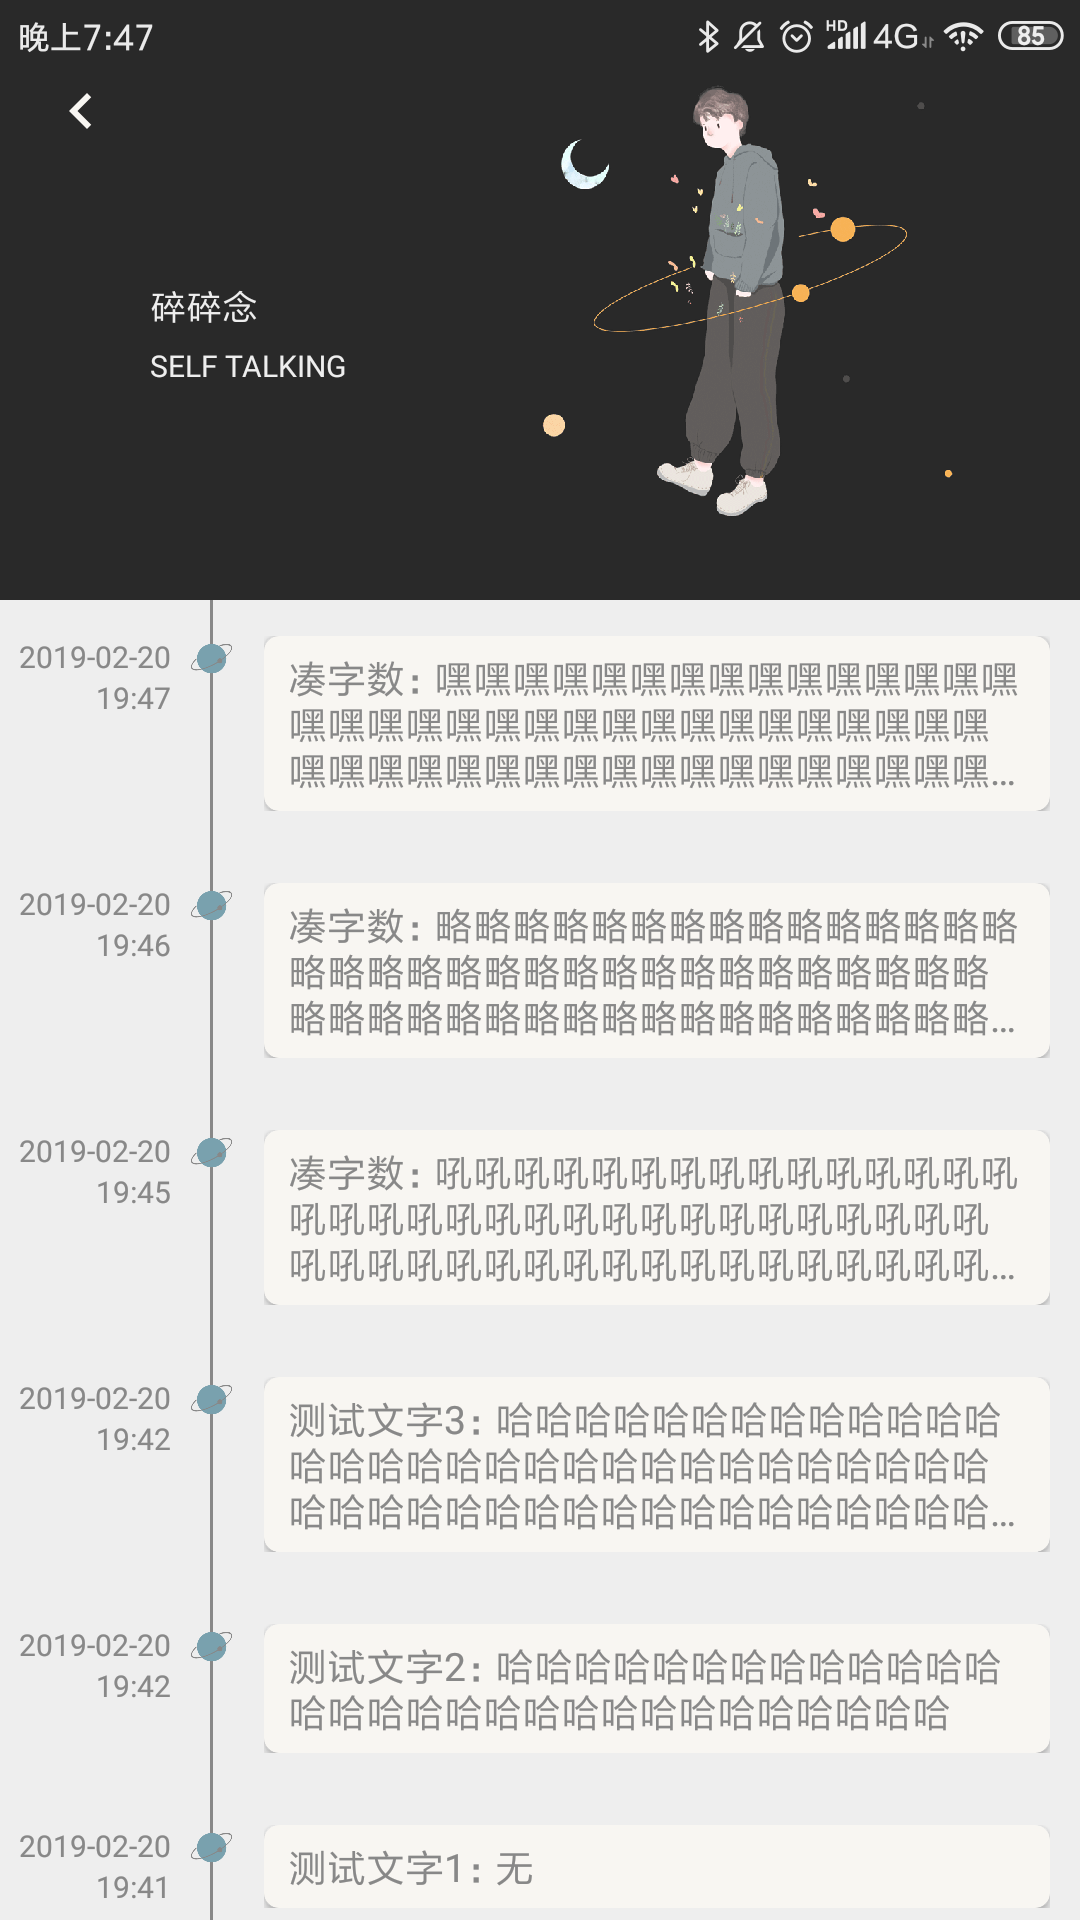 晚上7:47
HD
4G
85
碎碎念
SELF TALKING
2019-02-20
19:47
凑字数：嘿嘿嘿嘿嘿嘿嘿嘿嘿嘿嘿嘿嘿嘿嘿
嘿嘿嘿嘿嘿嘿嘿嘿嘿嘿嘿嘿嘿嘿嘿嘿嘿嘿
嘿嘿嘿嘿嘿嘿嘿嘿嘿嘿嘿嘿嘿嘿嘿嘿嘿嘿...
2019-02-20
19:46
凑字数：略略略略略略略略略略略略略略略
略略略略略略略略略略略略略略略略略略
略略略略略略略略略略略略略略略略略略...
2019-02-20
19:45
凑字数：吼吼吼吼吼吼吼吼吼吼吼吼吼吼吼
吼吼吼吼吼吼吼吼吼吼吼吼吼吼吼吼吼吼
吼吼吼吼吼吼吼吼吼吼吼吼吼吼吼吼吼吼...
2019-02-20
19:42
测试文字3：哈哈哈哈哈哈哈哈哈哈哈哈哈
哈哈哈哈哈哈哈哈哈哈哈哈哈哈哈哈哈哈
哈哈哈哈哈哈哈哈哈哈哈哈哈哈哈哈哈哈...
2019-02-20
19:42
测试文字2：哈哈哈哈哈哈哈哈哈哈哈哈哈
哈哈哈哈哈哈哈哈哈哈哈哈哈哈哈哈哈
2019-02-20
19:41
测试文字1：无